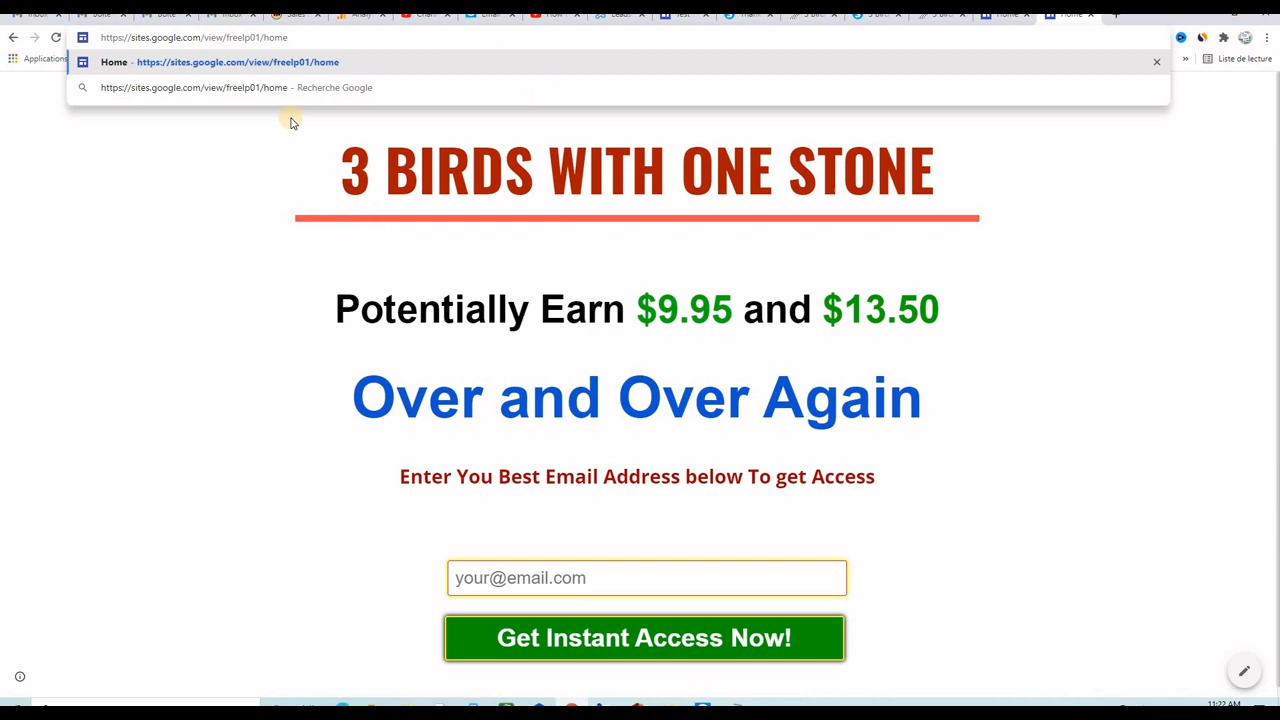 https://sites.google.com/view/freelp01/home
Home - https://sites.google.com/view/freelp01/home
https://sites.google.com/view/freelp01/home - Recherche Google
Applications
Liste de lecture
3 BIRDS WITH ONE STONE
Potentially Earn $9.95 and $13.50
Over and Over Again
Enter You Best Email Address below To get Access
your@email.com
Get Instant Access Now!
11:22 AM